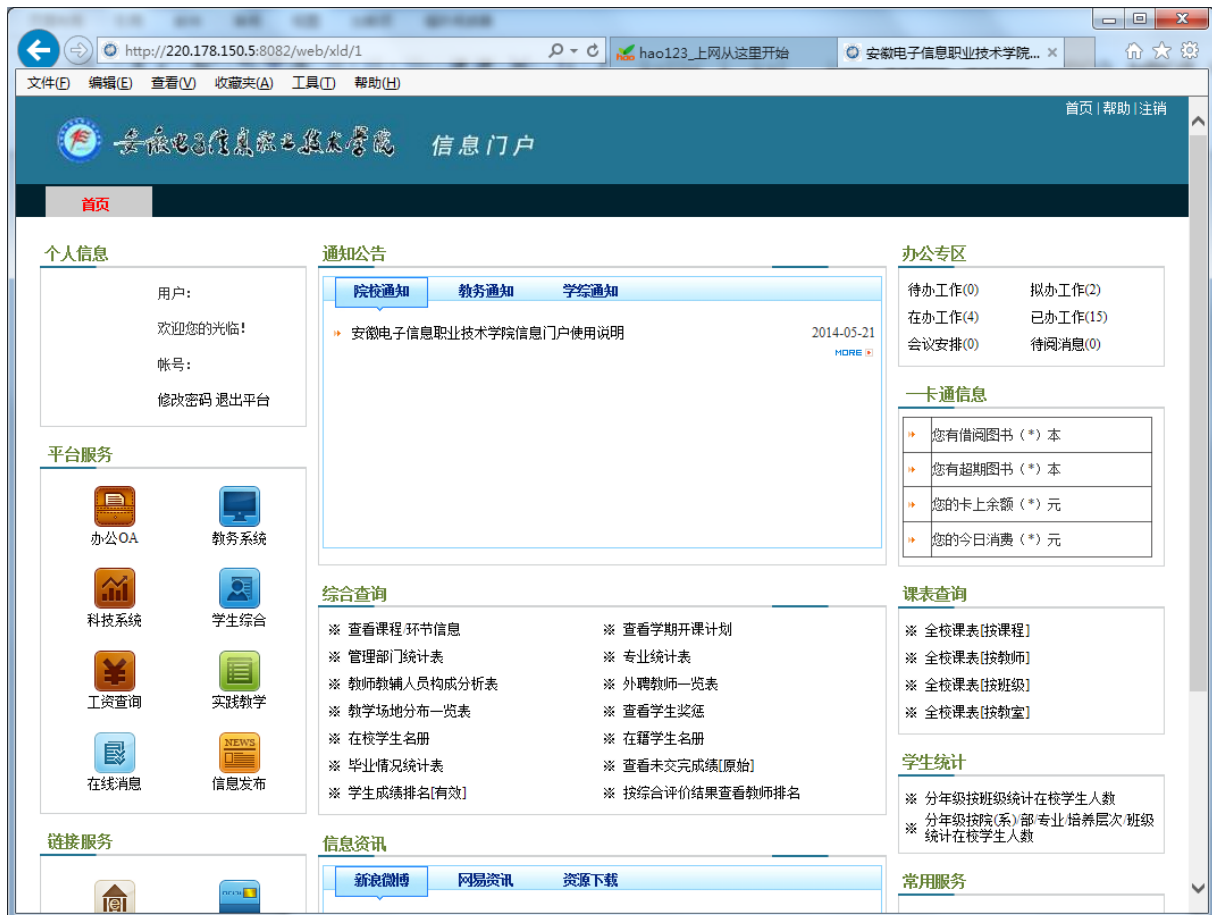 http://220.178.150.5:8082/web/xld/1
hao123_上网从这里开始
安徽电子信息职业技术学院...
文件(F) 编辑(E) 查看(V) 收藏夹(A) 工具(T) 帮助(H)
首页 | 帮助 | 注销
安徽电子信息职业技术学院 信息门户
首页
个人信息
用户:
欢迎您的光临!
帐号:
修改密码 退出平台
平台服务
办公OA 教务系统
科技系统 学生综合
工资查询 实践教学
NEWS
在线消息 信息发布
链接服务
通知公告
院校通知 教务通知 学综通知
安徽电子信息职业技术学院信息门户使用说明 2014-05-21
MORE
综合查询
※ 查看课程/环节信息 ※ 查看学期开课计划
※ 管理部门统计表 ※ 专业统计表
※ 教师教辅人员构成分析表 ※ 外聘教师一览表
※ 教学场地分布一览表 ※ 查看学生奖惩
※ 在校学生名册 ※ 在籍学生名册
※ 毕业情况统计表 ※ 查看未交完成绩[原始]
※ 学生成绩排名[有效] ※ 按综合评价结果查看教师排名
信息资讯
新浪微博 网易资讯 资源下载
办公专区
待办工作(0) 拟办工作(2)
在办工作(4) 已办工作(15)
会议安排(0) 待阅消息(0)
一卡通信息
您有借阅图书(*)本
您有超期图书(*)本
您的卡上余额(*)元
您的今日消费(*)元
课表查询
※ 全校课表[按课程]
※ 全校课表[按教师]
※ 全校课表[按班级]
※ 全校课表[按教室]
学生统计
※ 分年级按班级统计在校学生人数
※ 分年级按院(系)/部/专业/培养层次/班级
统计在校学生人数
常用服务